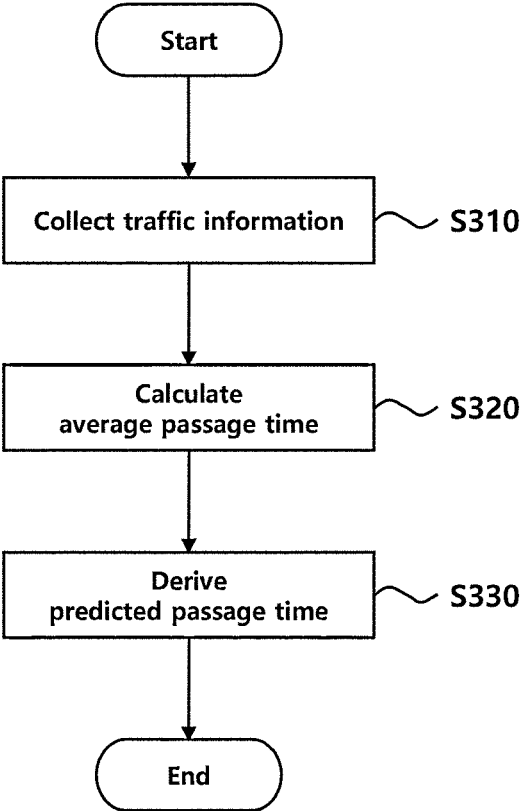 Start
Collect traffic information
S310
Calculate
average passage time
S320
Derive
predicted passage time
S330
End